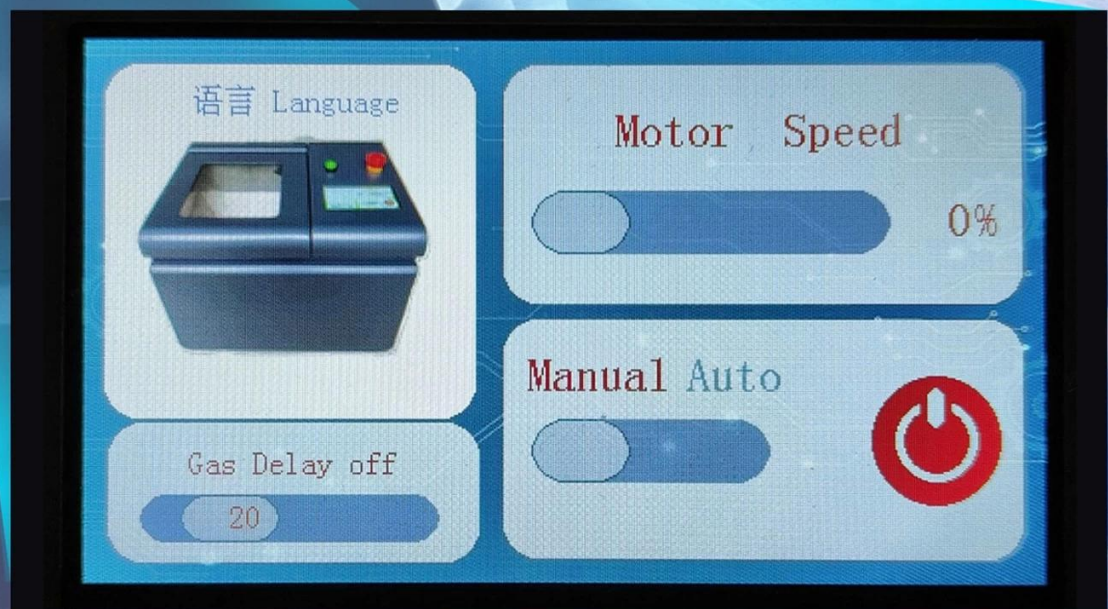 语言 Language
Motor Speed
0%
Manual Auto
Gas Delay off
20